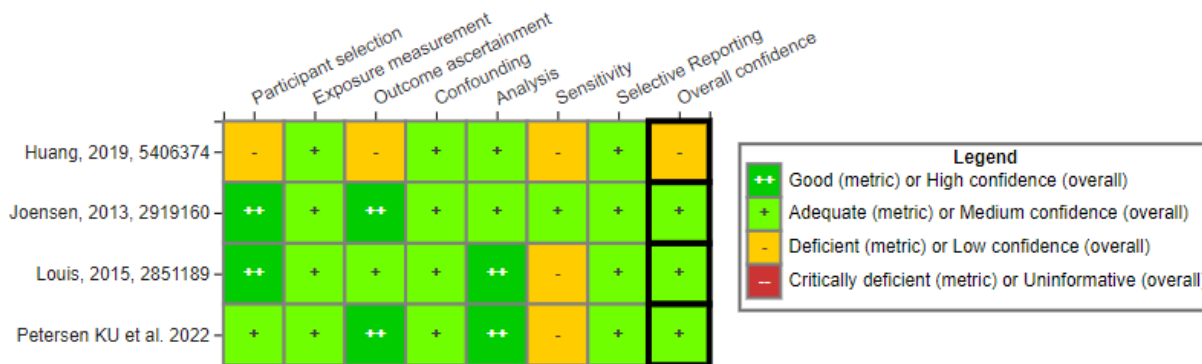 Participant selection
Exposure measurement
Outcome ascertainment
Confounding
Analysis
Sensitivity
Selective Reporting
Overall confidence
Huang, 2019, 5406374 - + - + + - + -
Joensen, 2013, 2919160 ++ + ++ + + + + +
Louis, 2015, 2851189 ++ + + + ++ - + +
Petersen KU et al. 2022 + + ++ + ++ - + +
Legend
++ Good (metric) or High confidence (overall)
+ Adequate (metric) or Medium confidence (overall)
- Deficient (metric) or Low confidence (overall)
-- Critically deficient (metric) or Uninformative (overall)